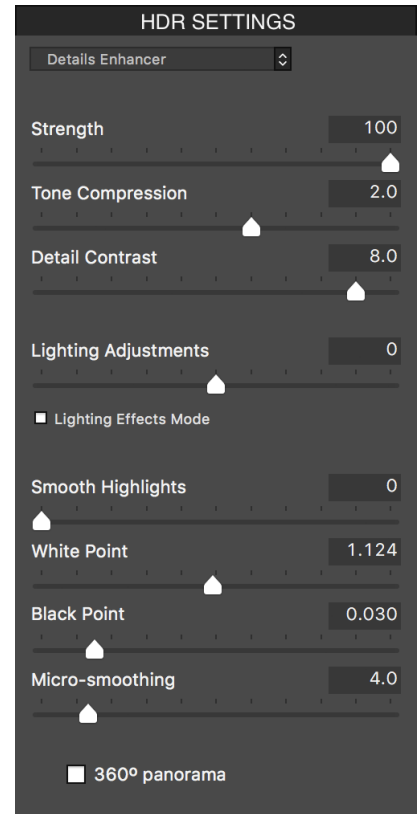 HDR SETTINGS
Details Enhancer
Strength 100
Tone Compression 2.0
Detail Contrast 8.0
Lighting Adjustments 0
Lighting Effects Mode
Smooth Highlights 0
White Point 1.124
Black Point 0.030
Micro-smoothing 4.0
360º panorama